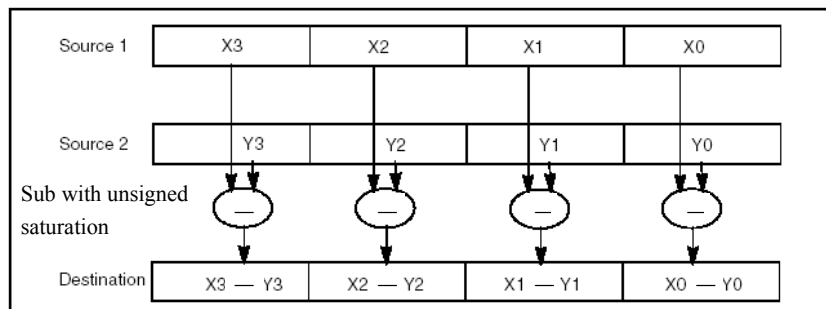 Source 1 X3 X2 X1 X0
Source 2 Y3 Y2 Y1 Y0
Sub with unsigned
saturation
— — — —
Destination X3 — Y3 X2 — Y2 X1 — Y1 X0 — Y0